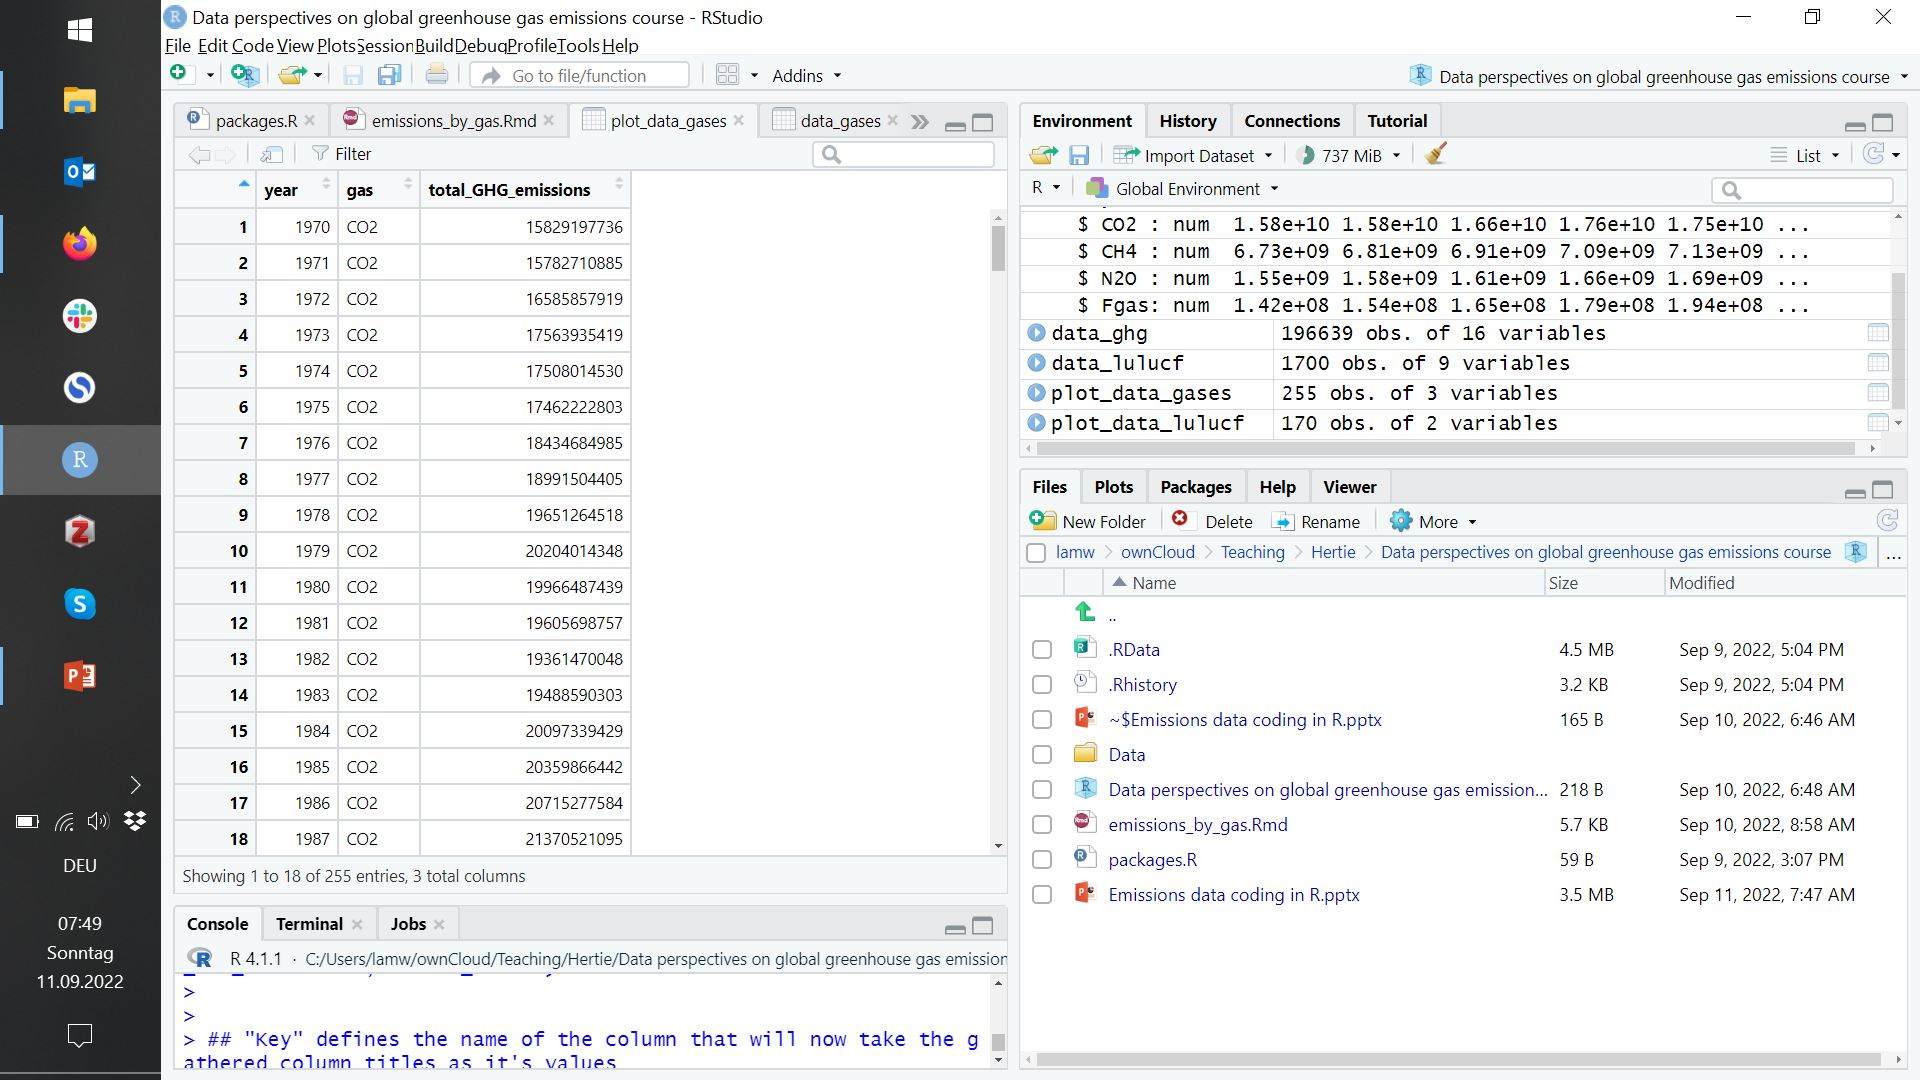 Data perspectives on global greenhouse gas emissions course - RStudio
File Edit Code View Plots Session Build Debug Profile Tools Help
Go to file/function
Addins
Data perspectives on global greenhouse gas emissions course
packages.R
emissions_by_gas.Rmd
plot_data_gases
data_gases
Filter
year gas total_GHG_emissions
1 1970 CO2 15829197736
2 1971 CO2 15782710885
3 1972 CO2 16585857919
4 1973 CO2 17563935419
5 1974 CO2 17508014530
6 1975 CO2 17462222803
7 1976 CO2 18434684985
8 1977 CO2 18991504405
9 1978 CO2 19651264518
10 1979 CO2 20204014348
11 1980 CO2 19966487439
12 1981 CO2 19605698757
13 1982 CO2 19361470048
14 1983 CO2 19488590303
15 1984 CO2 20097339429
16 1985 CO2 20359866442
17 1986 CO2 20715277584
18 1987 CO2 21370521095
Showing 1 to 18 of 255 entries, 3 total columns
Console Terminal Jobs
R 4.1.1 · C:/Users/lamw/ownCloud/Teaching/Hertie/Data perspectives on global greenhouse gas emission
>
>
> ## "Key" defines the name of the column that will now take the g
athered column titles as it's values
Environment History Connections Tutorial
Import Dataset 737 MiB List
R Global Environment
$ CO2 : num 1.58e+10 1.58e+10 1.66e+10 1.76e+10 1.75e+10 ...
$ CH4 : num 6.73e+09 6.81e+09 6.91e+09 7.09e+09 7.13e+09 ...
$ N2O : num 1.55e+09 1.58e+09 1.61e+09 1.66e+09 1.69e+09 ...
$ Fgas: num 1.42e+08 1.54e+08 1.65e+08 1.79e+08 1.94e+08 ...
data_ghg 196639 obs. of 16 variables
data_lulucf 1700 obs. of 9 variables
plot_data_gases 255 obs. of 3 variables
plot_data_lulucf 170 obs. of 2 variables
Files Plots Packages Help Viewer
New Folder Delete Rename More
lamw > ownCloud > Teaching > Hertie > Data perspectives on global greenhouse gas emissions course ...
Name Size Modified
..
.RData 4.5 MB Sep 9, 2022, 5:04 PM
.Rhistory 3.2 KB Sep 9, 2022, 5:04 PM
~$Emissions data coding in R.pptx 165 B Sep 10, 2022, 6:46 AM
Data
Data perspectives on global greenhouse gas emission... 218 B Sep 10, 2022, 6:48 AM
emissions_by_gas.Rmd 5.7 KB Sep 10, 2022, 8:58 AM
packages.R 59 B Sep 9, 2022, 3:07 PM
Emissions data coding in R.pptx 3.5 MB Sep 11, 2022, 7:47 AM
DEU
07:49
Sonntag
11.09.2022